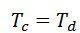 T_c = T_d